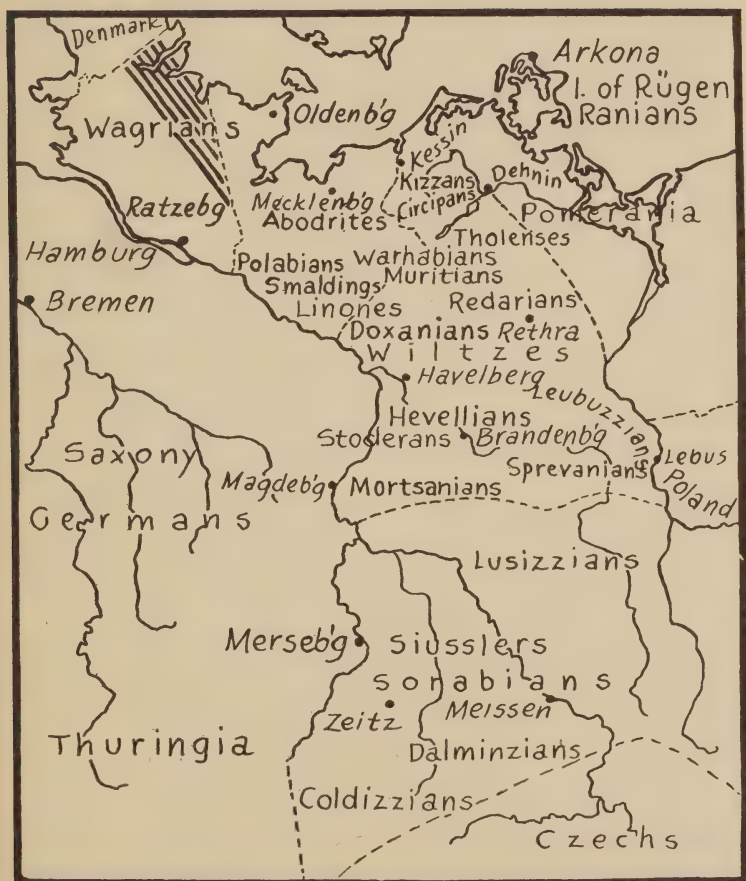 Denmark
Arkona
I. of Rügen
Ranians
Wagrians
Oldenb'g
Kessin
Kizzans
Circipans
Dehnin
Ratzebg
Mecklenb'g
Abodrites
Pomerania
Tholenses
Hamburg
Polabians
Warhabians
Smaldings
Muritians
Linones
Redarians
Bremen
Doxanians
Rethra
Wiltzes
Havelberg
Leubuzzians
Hevellians
Stoderans
Brandenb'g
Saxony
Sprevanians
Lebus
Magdeb'g
Mortsanians
Poland
Germans
Lusizzians
Merseb'g
Siusslers
Sorabians
Zeitz
Meissen
Thuringia
Dalminzians
Coldizzians
Czechs